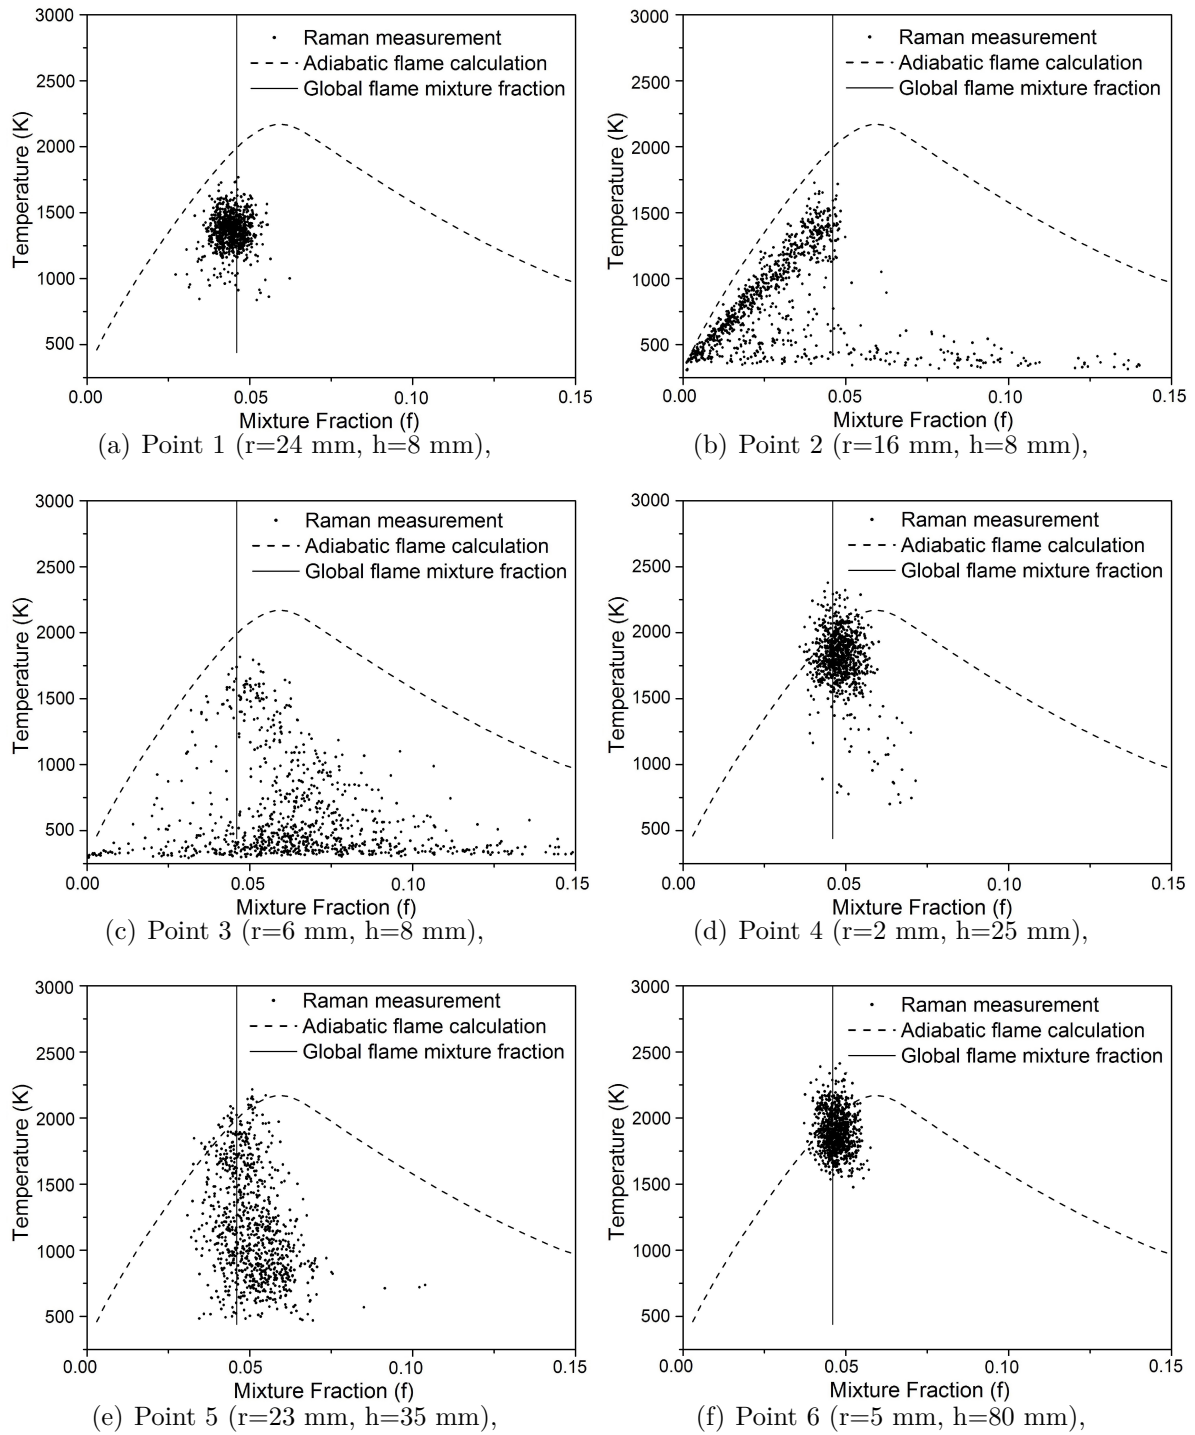 3000
2500
2000
1500
1000
500
Temperature (K)
Raman measurement
Adiabatic flame calculation
Global flame mixture fraction
0.00 0.05 0.10 0.15
Mixture Fraction (f)
(a) Point 1 (r=24 mm, h=8 mm),
3000
2500
2000
1500
1000
500
Temperature (K)
Raman measurement
Adiabatic flame calculation
Global flame mixture fraction
0.00 0.05 0.10 0.15
Mixture Fraction (f)
(b) Point 2 (r=16 mm, h=8 mm),
3000
2500
2000
1500
1000
500
Temperature (K)
Raman measurement
Adiabatic flame calculation
Global flame mixture fraction
0.00 0.05 0.10 0.15
Mixture Fraction (f)
(c) Point 3 (r=6 mm, h=8 mm),
3000
2500
2000
1500
1000
500
Temperature (K)
Raman measurement
Adiabatic flame calculation
Global flame mixture fraction
0.00 0.05 0.10 0.15
Mixture Fraction (f)
(d) Point 4 (r=2 mm, h=25 mm),
3000
2500
2000
1500
1000
500
Temperature (K)
Raman measurement
Adiabatic flame calculation
Global flame mixture fraction
0.00 0.05 0.10 0.15
Mixture Fraction (f)
(e) Point 5 (r=23 mm, h=35 mm),
3000
2500
2000
1500
1000
500
Temperature (K)
Raman measurement
Adiabatic flame calculation
Global flame mixture fraction
0.00 0.05 0.10 0.15
Mixture Fraction (f)
(f) Point 6 (r=5 mm, h=80 mm),